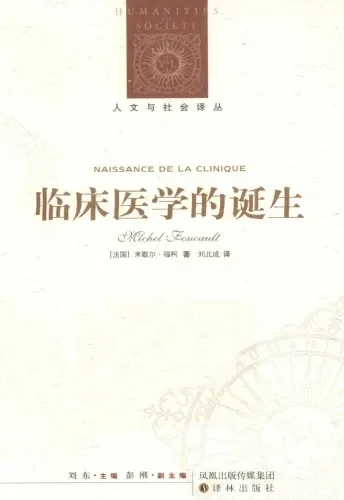 HUMANITIES
AND
SOCIETY
人文与社会译丛
NAISSANCE DE LA CLINIQUE
临床医学的诞生
Michel Foucault
[法国] 米歇尔·福柯 著 刘北成 译
刘东·主编 彭刚·副主编
凤凰出版传媒集团
译林出版社